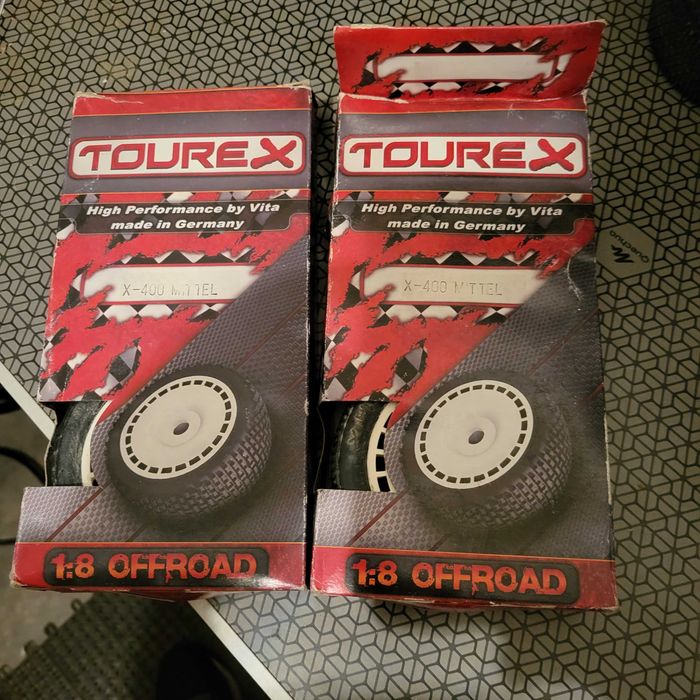 TOUREX
High Performance by Vita
made in Germany
X-400 MITTEL
1:8 OFFROAD
TOUREX
High Performance by Vita
made in Germany
X-400 MITTEL
1:8 OFFROAD
Quechua